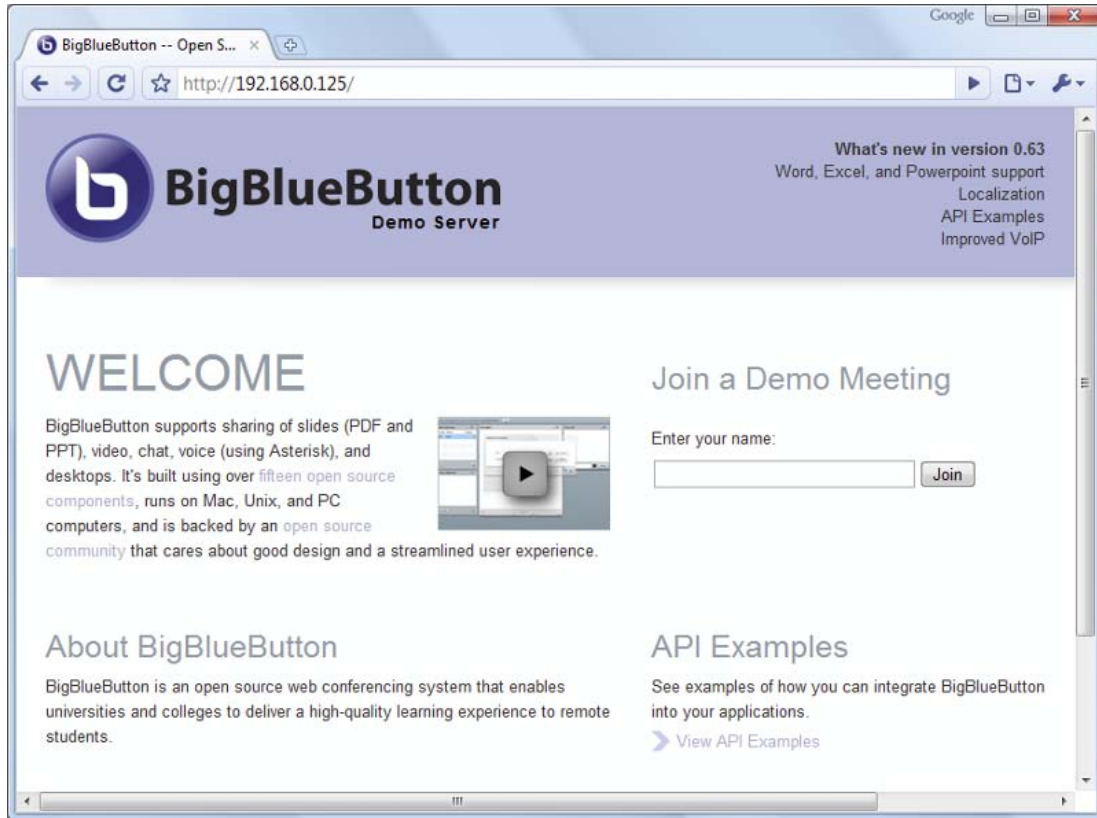 Google
BigBlueButton -- Open S...
http://192.168.0.125/
BigBlueButton
Demo Server
What's new in version 0.63
Word, Excel, and Powerpoint support
Localization
API Examples
Improved VoIP
WELCOME
BigBlueButton supports sharing of slides (PDF and
PPT), video, chat, voice (using Asterisk), and
desktops. It's built using over fifteen open source
components, runs on Mac, Unix, and PC
computers, and is backed by an open source
community that cares about good design and a streamlined user experience.
Join a Demo Meeting
Enter your name:
Join
About BigBlueButton
BigBlueButton is an open source web conferencing system that enables
universities and colleges to deliver a high-quality learning experience to remote
students.
API Examples
See examples of how you can integrate BigBlueButton
into your applications.
View API Examples